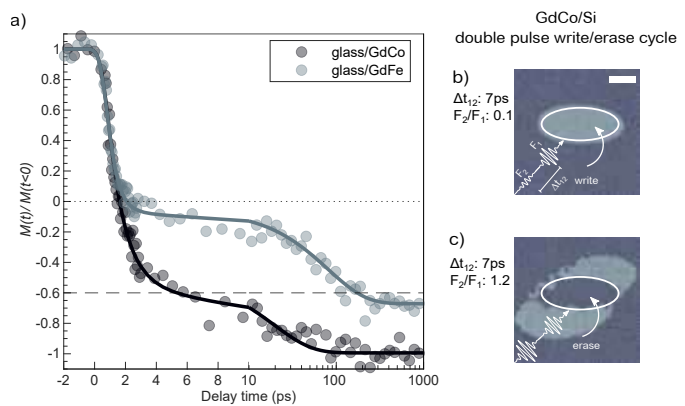 a)
M(t)/ M(t<0)
1
0.8
0.6
0.4
0.2
0
-0.2
-0.4
-0.6
-0.8
-1
-2
0
2
4
6
8
10
100
1000
Delay time (ps)
glass/GdCo
glass/GdFe
GdCo/Si
double pulse write/erase cycle
b)
Δt12: 7ps
F2/F1: 0.1
F2
F1
Δt12
write
c)
Δt12: 7ps
F2/F1: 1.2
erase